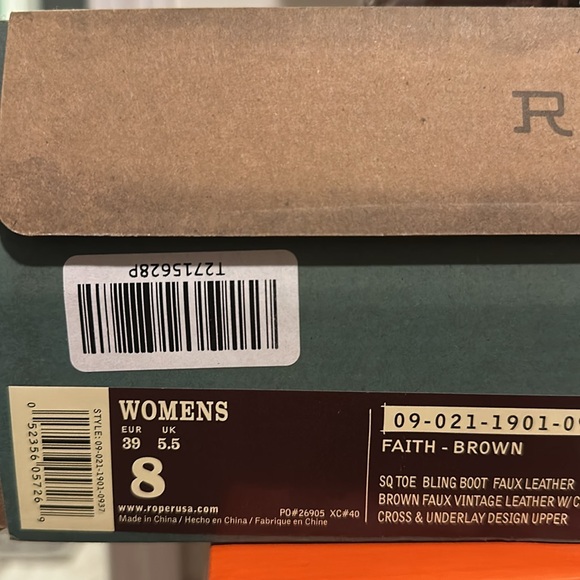 R
T27156628P
STYLE: 09-021-1901-0937
0 52356 05726 9
WOMENS
EUR UK
39 5.5
8
www.roperusa.com
PO#26905 XC#40
Made in China / Hecho en China / Fabrique en Chine
09-021-1901-09
FAITH - BROWN
SQ TOE BLING BOOT FAUX LEATHER
BROWN FAUX VINTAGE LEATHER W/C
CROSS & UNDERLAY DESIGN UPPER